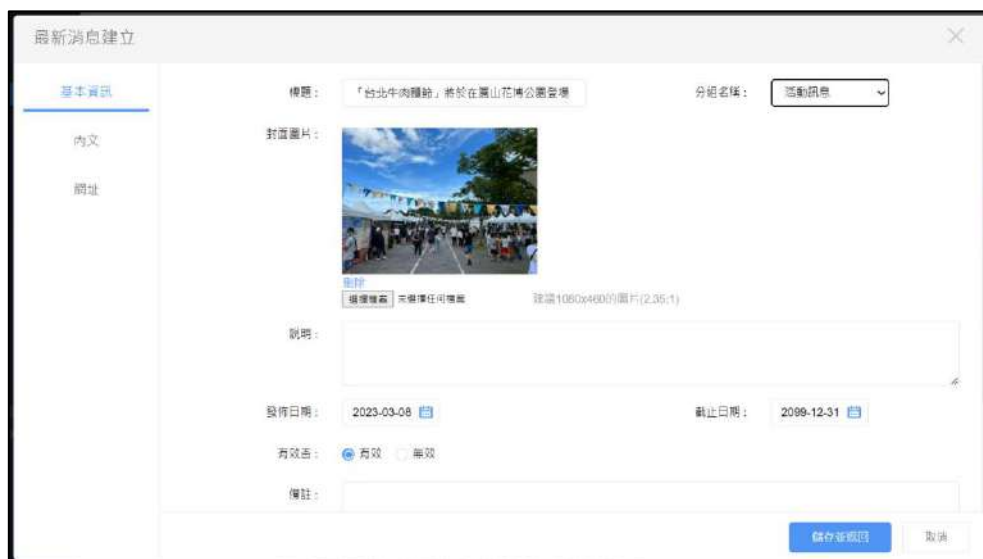 最新消息建立
基本資訊
內文
網址
標題：
「台北牛肉麵節」將於在圓山花博公園登場
分組名稱：
活動訊息
封面圖片：
刪除
選擇檔案 未選擇任何檔案
建議1080x460的圖片(2.35:1)
說明：
發佈日期：
2023-03-08
截止日期：
2099-12-31
有效否：
有效
無效
備註：
儲存並返回
取消